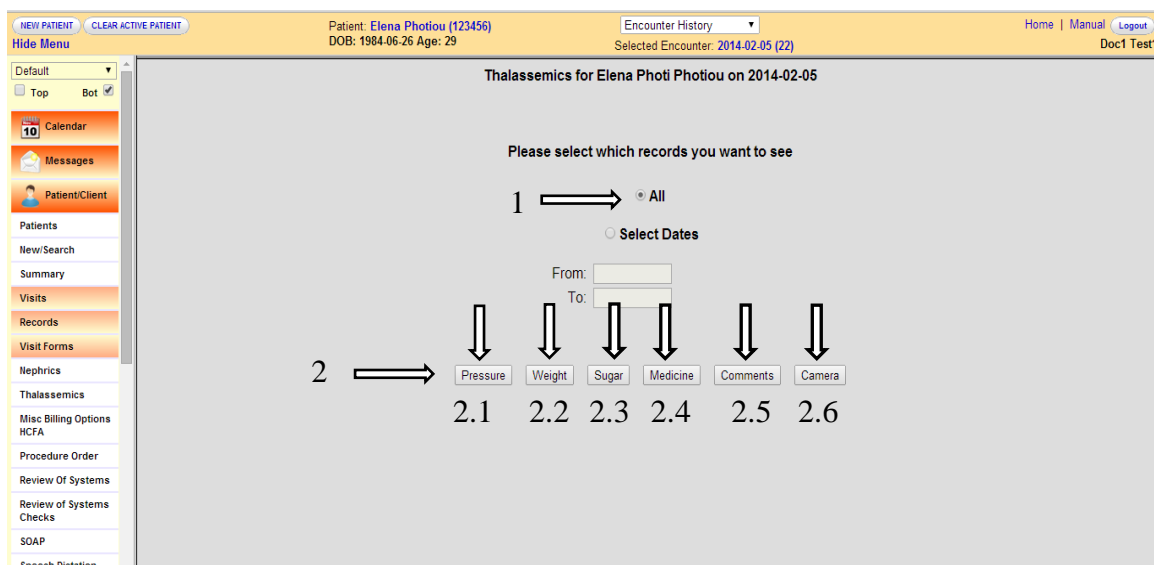 NEW PATIENT CLEAR ACTIVE PATIENT
Hide Menu
Patient: Elena Photiou (123456)
DOB: 1984-06-26 Age: 29
Encounter History
Selected Encounter: 2014-02-05 (22)
Home | Manual Logout
Doc1 Test
Default
Top Bot
10 Calendar
Messages
Patient/Client
Patients
New/Search
Summary
Visits
Records
Visit Forms
Nephrics
Thalassemics
Misc Billing Options
HCFA
Procedure Order
Review Of Systems
Review of Systems
Checks
SOAP
Speech Dictation
Thalassemics for Elena Photi Photiou on 2014-02-05
Please select which records you want to see
1 All
Select Dates
From:
To:
2 Pressure Weight Sugar Medicine Comments Camera
2.1 2.2 2.3 2.4 2.5 2.6